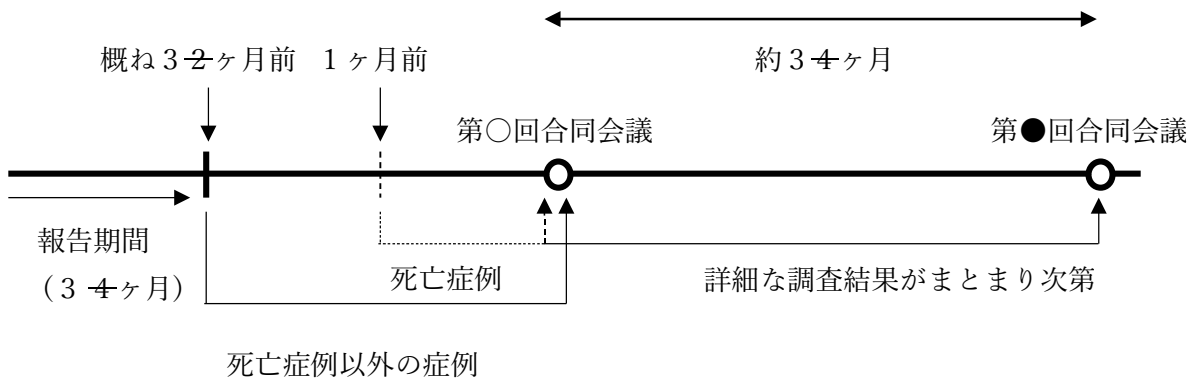 概ね３２ヶ月前　１ヶ月前
約３４ヶ月
第○回合同会議
第●回合同会議
報告期間
（３４ヶ月）
死亡症例
詳細な調査結果がまとまり次第
死亡症例以外の症例